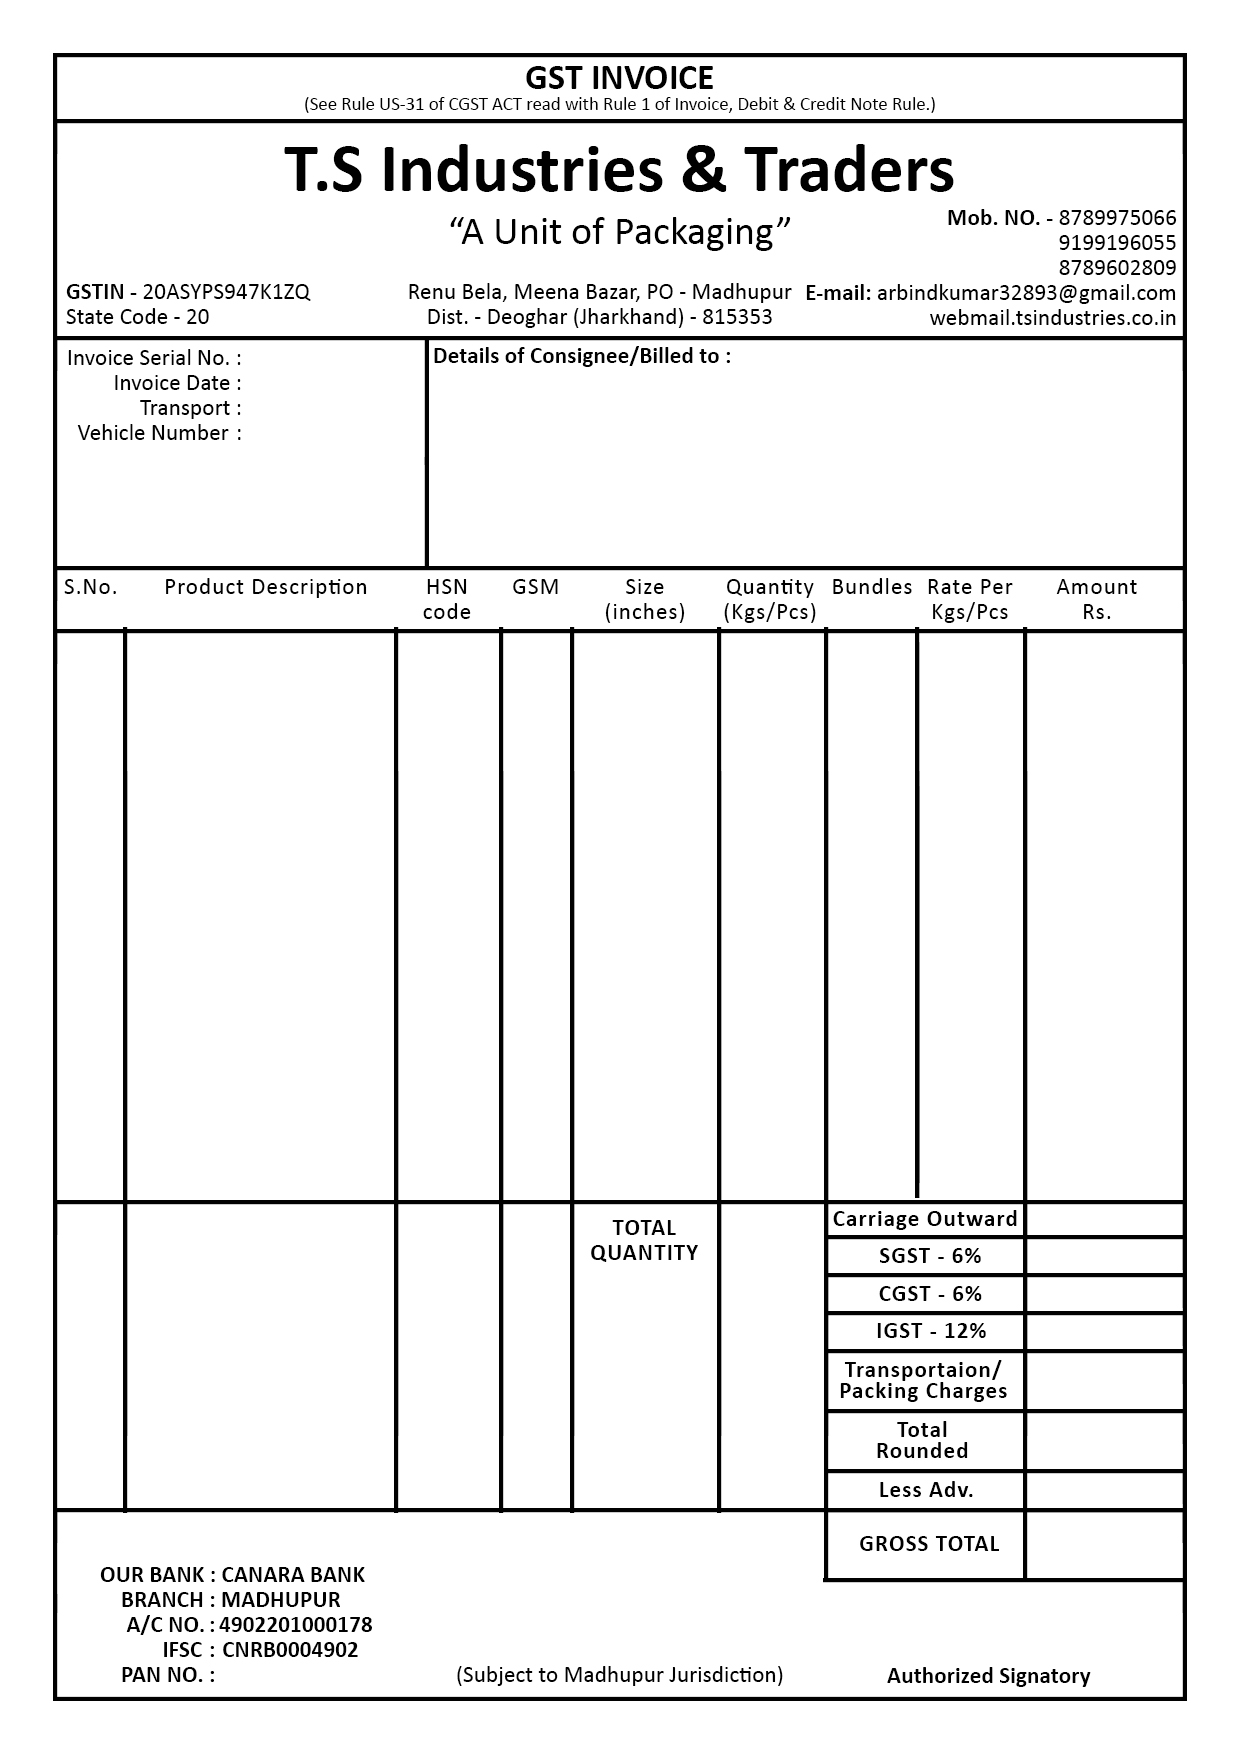 GST INVOICE
(See Rule US-31 of CGST ACT read with Rule 1 of Invoice, Debit & Credit Note Rule.)
T.S Industries & Traders
“A Unit of Packaging”
Mob. NO. - 8789975066
9199196055
8789602809
GSTIN - 20ASYPS947K1ZQ
State Code - 20
Renu Bela, Meena Bazar, PO - Madhupur
Dist. - Deoghar (Jharkhand) - 815353
E-mail: arbindkumar32893@gmail.com
webmail.tsindustries.co.in
Invoice Serial No. :
Invoice Date :
Transport :
Vehicle Number :
Details of Consignee/Billed to :
S.No.
Product Description
HSN
code
GSM
Size
(inches)
Quantity
(Kgs/Pcs)
Bundles
Rate Per
Kgs/Pcs
Amount
Rs.
TOTAL
QUANTITY
Carriage Outward
SGST - 6%
CGST - 6%
IGST - 12%
Transportaion/
Packing Charges
Total
Rounded
Less Adv.
GROSS TOTAL
OUR BANK : CANARA BANK
BRANCH : MADHUPUR
A/C NO. : 4902201000178
IFSC : CNRB0004902
PAN NO. :
(Subject to Madhupur Jurisdiction)
Authorized Signatory